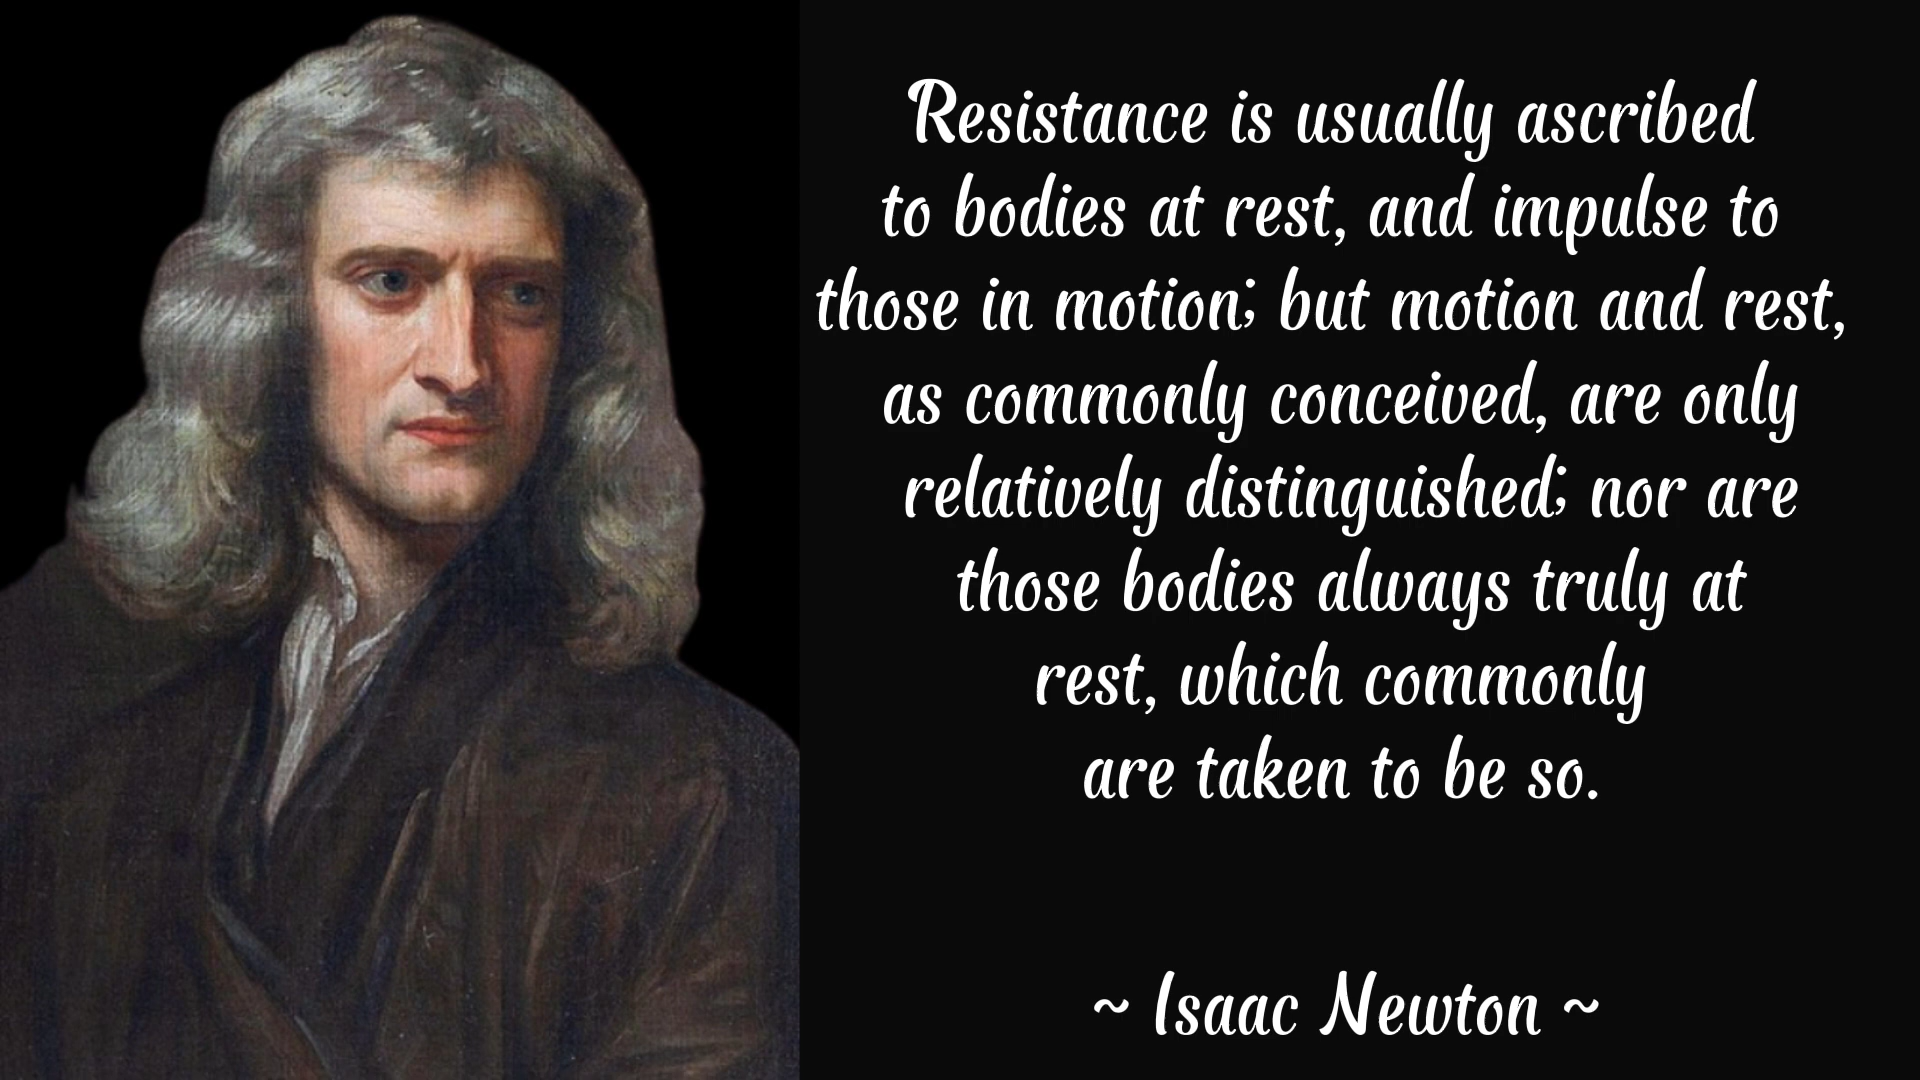 Resistance is usually ascribed
to bodies at rest, and impulse to
those in motion; but motion and rest,
as commonly conceived, are only
relatively distinguished; nor are
those bodies always truly at
rest, which commonly
are taken to be so.
~ Isaac Newton ~